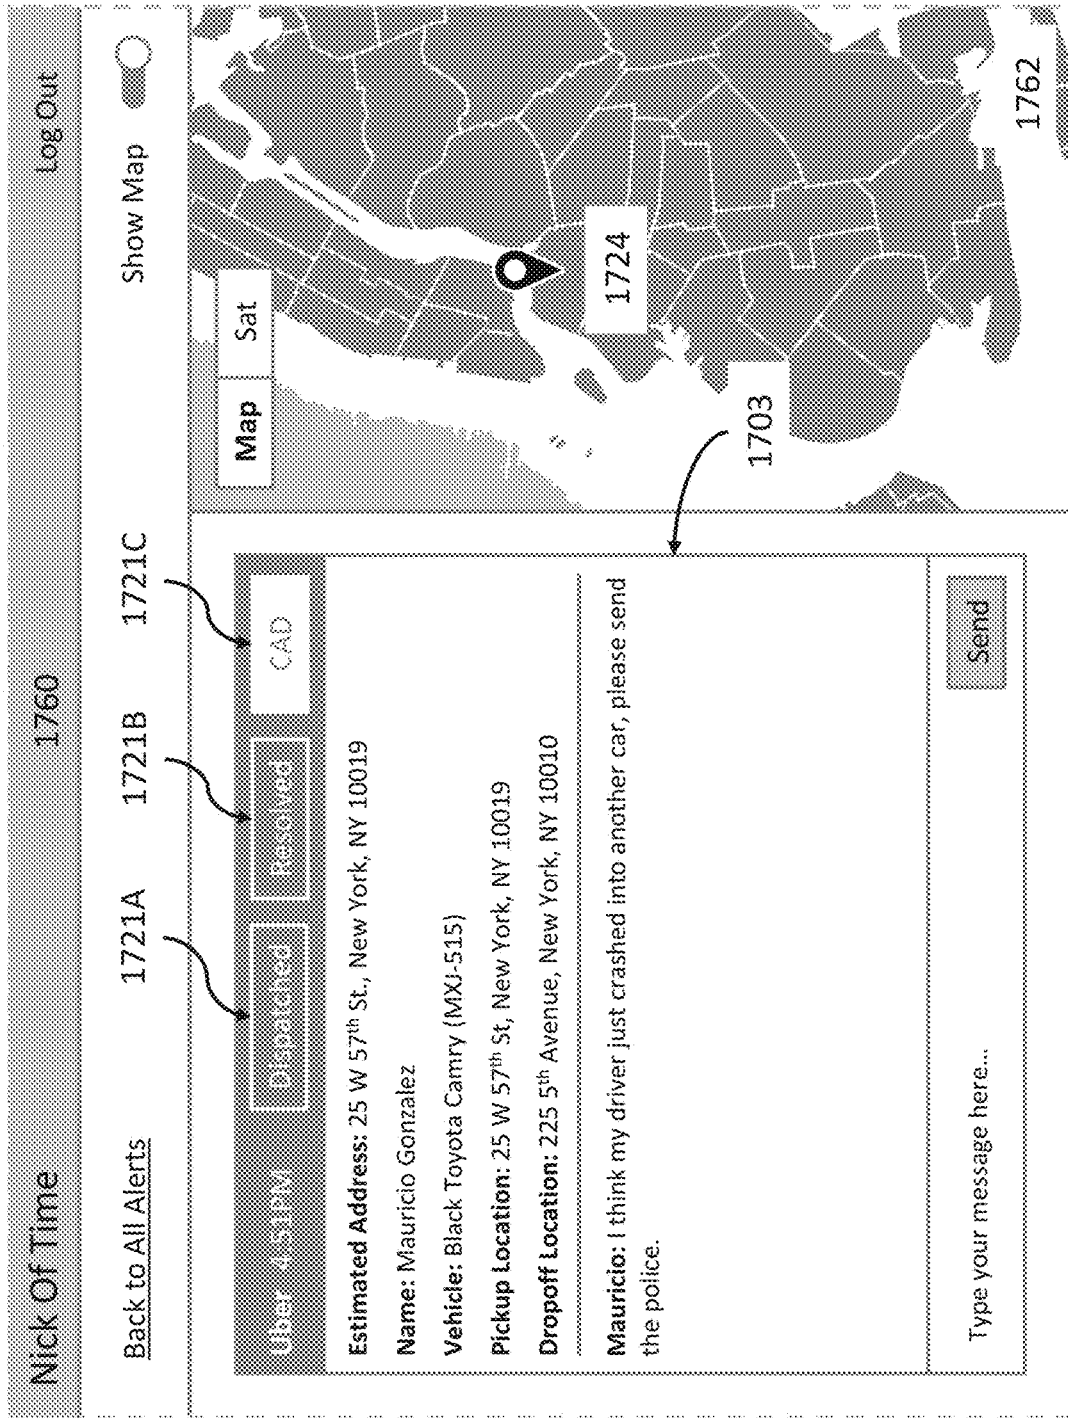 Nick Of Time 1760 Log Out
Back to All Alerts 1721A 1721B 1721C Show Map
Uber Dispatched Resolved CAD
Estimated Address: 25 W 57th St., New York, NY 10019
Name: Mauricio Gonzalez
Vehicle: Black Toyota Camry (MXJ-515)
Pickup Location: 25 W 57th St, New York, NY 10019
Dropoff Location: 225 5th Avenue, New York, NY 10010
Mauricio: I think my driver just crashed into another car, please send
the police.
Type your message here...
Send
Map Sat
1724
1703
1762